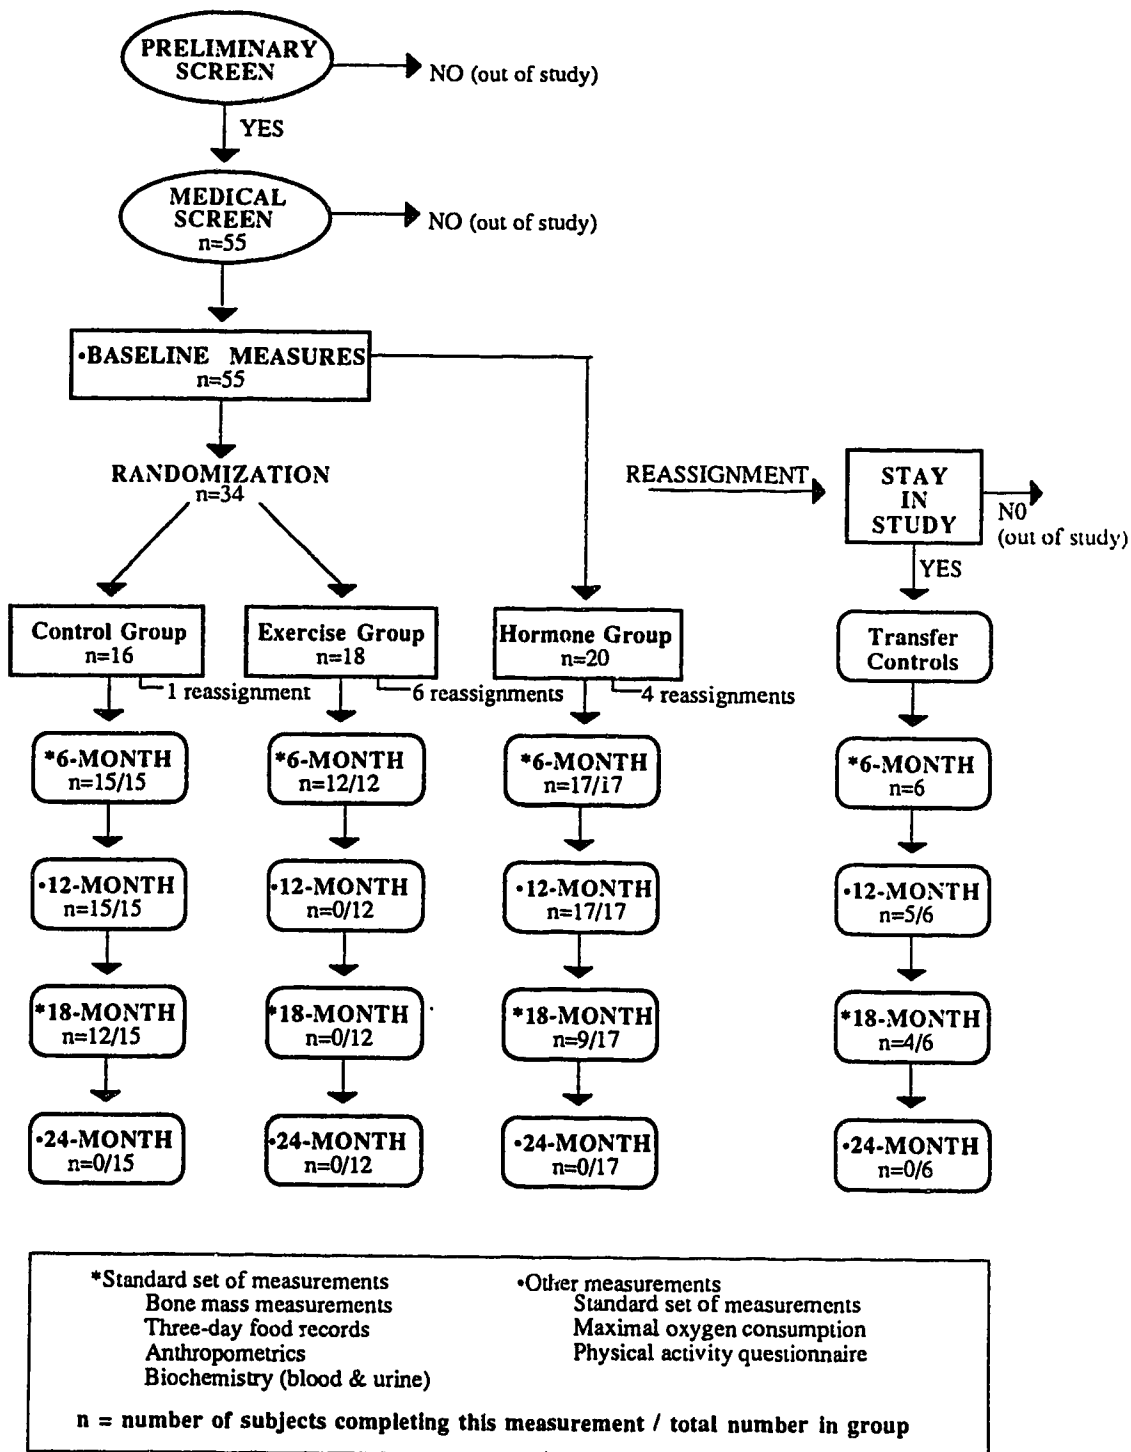 PRELIMINARY
SCREEN
NO (out of study)
YES
MEDICAL
SCREEN
n=55
NO (out of study)
•BASELINE MEASURES
n=55
RANDOMIZATION
n=34
REASSIGNMENT
STAY
IN
STUDY
NO
(out of study)
YES
Control Group
n=16
1 reassignment
Exercise Group
n=18
6 reassignments
Hormone Group
n=20
4 reassignments
Transfer
Controls
*6-MONTH
n=15/15
*6-MONTH
n=12/12
*6-MONTH
n=17/17
*6-MONTH
n=6
•12-MONTH
n=15/15
•12-MONTH
n=0/12
•12-MONTH
n=17/17
•12-MONTH
n=5/6
*18-MONTH
n=12/15
*18-MONTH
n=0/12
*18-MONTH
n=9/17
*18-MONTH
n=4/6
•24-MONTH
n=0/15
•24-MONTH
n=0/12
•24-MONTH
n=0/17
•24-MONTH
n=0/6
*Standard set of measurements
Bone mass measurements
Three-day food records
Anthropometrics
Biochemistry (blood & urine)
•Other measurements
Standard set of measurements
Maximal oxygen consumption
Physical activity questionnaire
n = number of subjects completing this measurement / total number in group